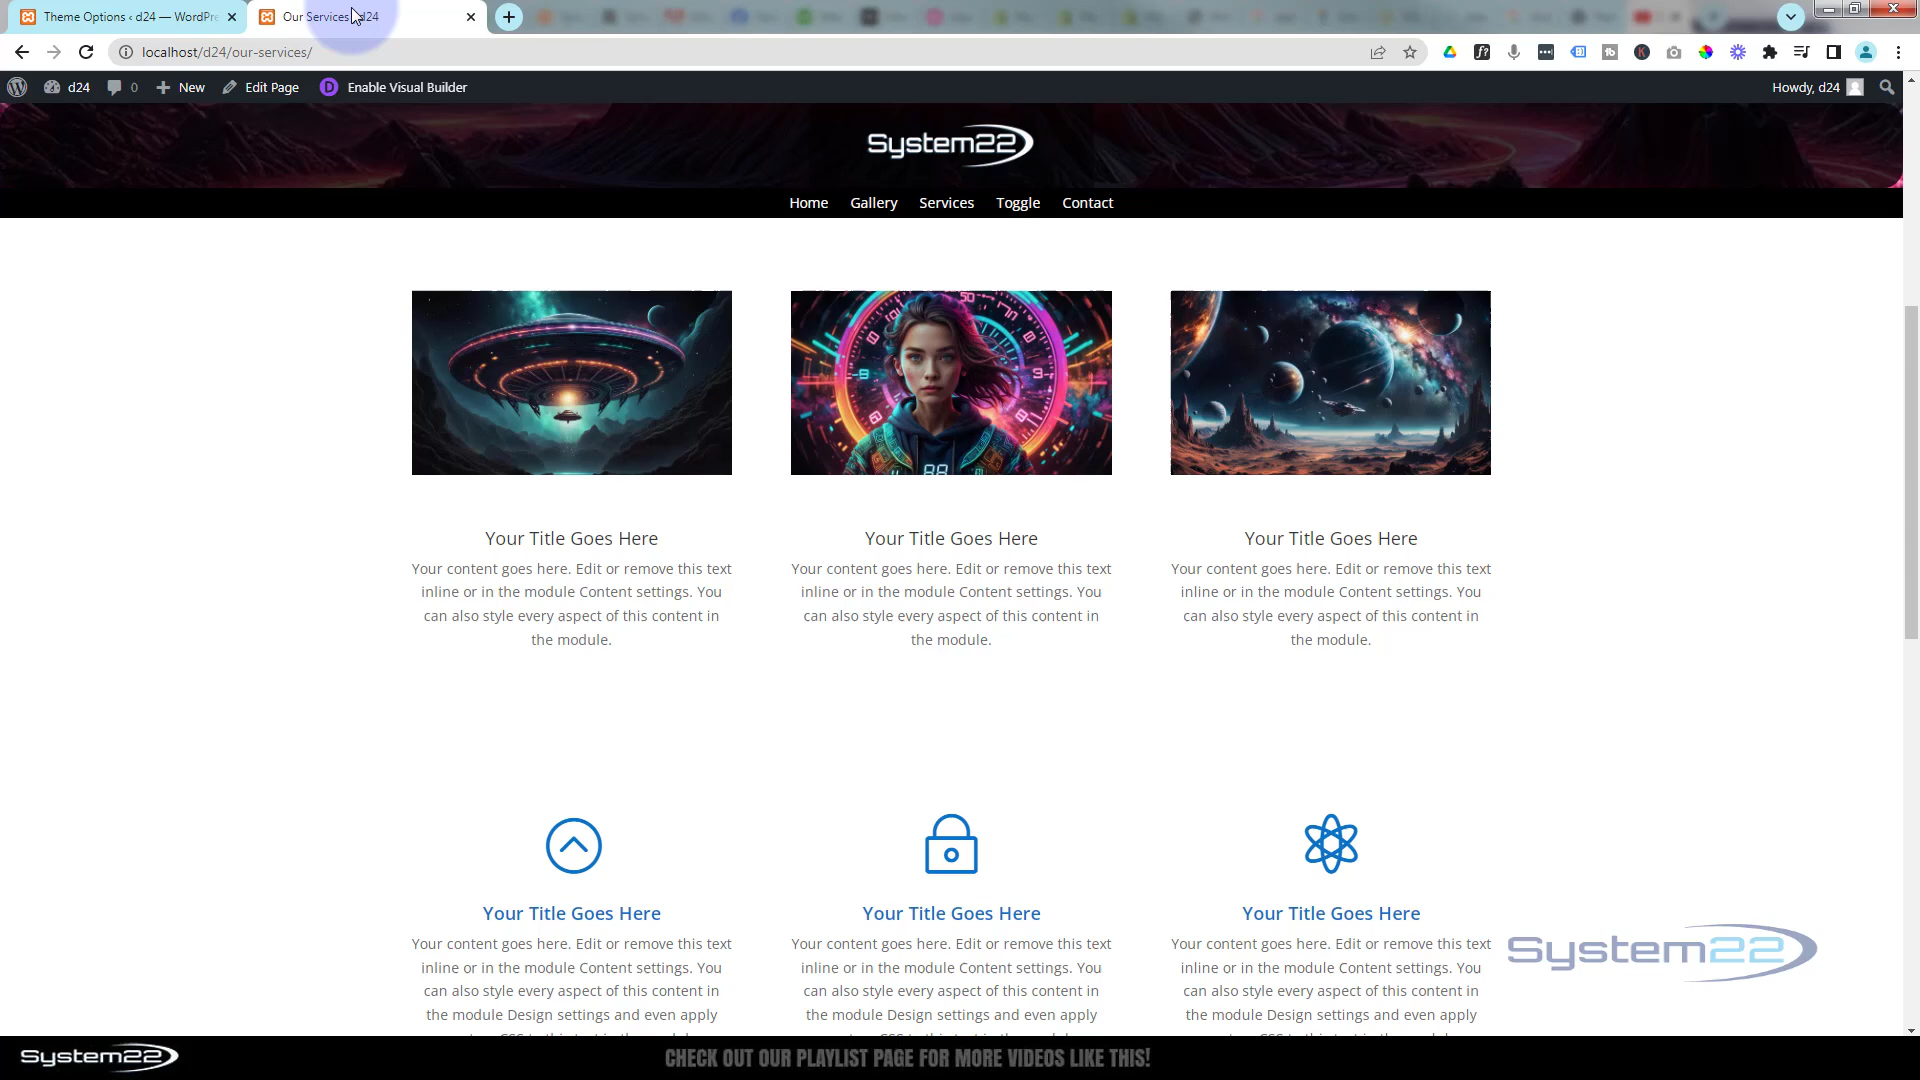 Theme Options ‹ d24 — WordPre
Our Services d24
localhost/d24/our-services/
d24
0
New
Edit Page
D
Enable Visual Builder
Howdy, d24
System22
Home
Gallery
Services
Toggle
Contact
Your Title Goes Here
Your content goes here. Edit or remove this text
inline or in the module Content settings. You
can also style every aspect of this content in
the module.
Your Title Goes Here
Your content goes here. Edit or remove this text
inline or in the module Content settings. You
can also style every aspect of this content in
the module.
Your Title Goes Here
Your content goes here. Edit or remove this text
inline or in the module Content settings. You
can also style every aspect of this content in
the module.
Your Title Goes Here
Your content goes here. Edit or remove this text
inline or in the module Content settings. You
can also style every aspect of this content in
the module Design settings and even apply
Your Title Goes Here
Your content goes here. Edit or remove this text
inline or in the module Content settings. You
can also style every aspect of this content in
the module Design settings and even apply
Your Title Goes Here
Your content goes here. Edit or remove this text
inline or in the module Content settings. You
can also style every aspect of this content in
the module Design settings and even apply
System22
System22
CHECK OUT OUR PLAYLIST PAGE FOR MORE VIDEOS LIKE THIS!